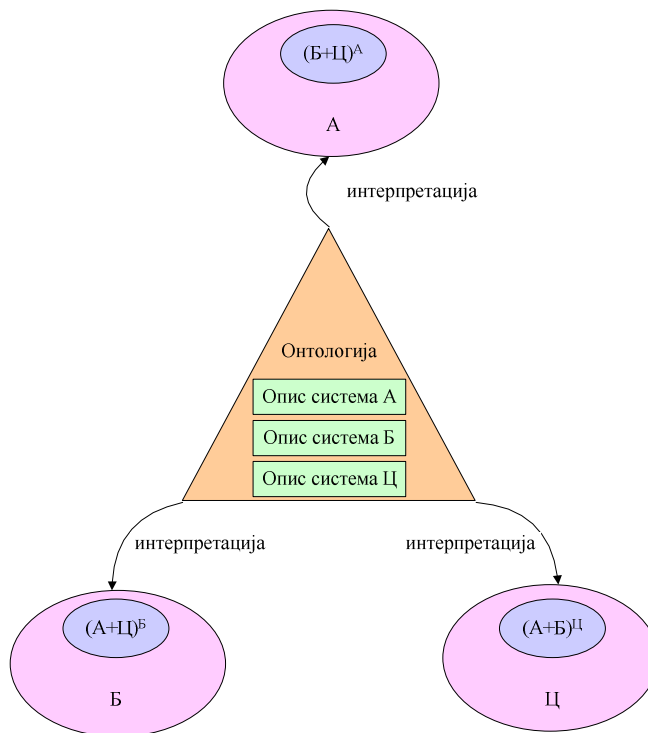 (Б+Ц)ᴬ
А
интерпретација
Онтологија
Опис система А
Опис система Б
Опис система Ц
интерпретација
интерпретација
(А+Ц)ᴮ
Б
(А+Б)ᶜ
Ц